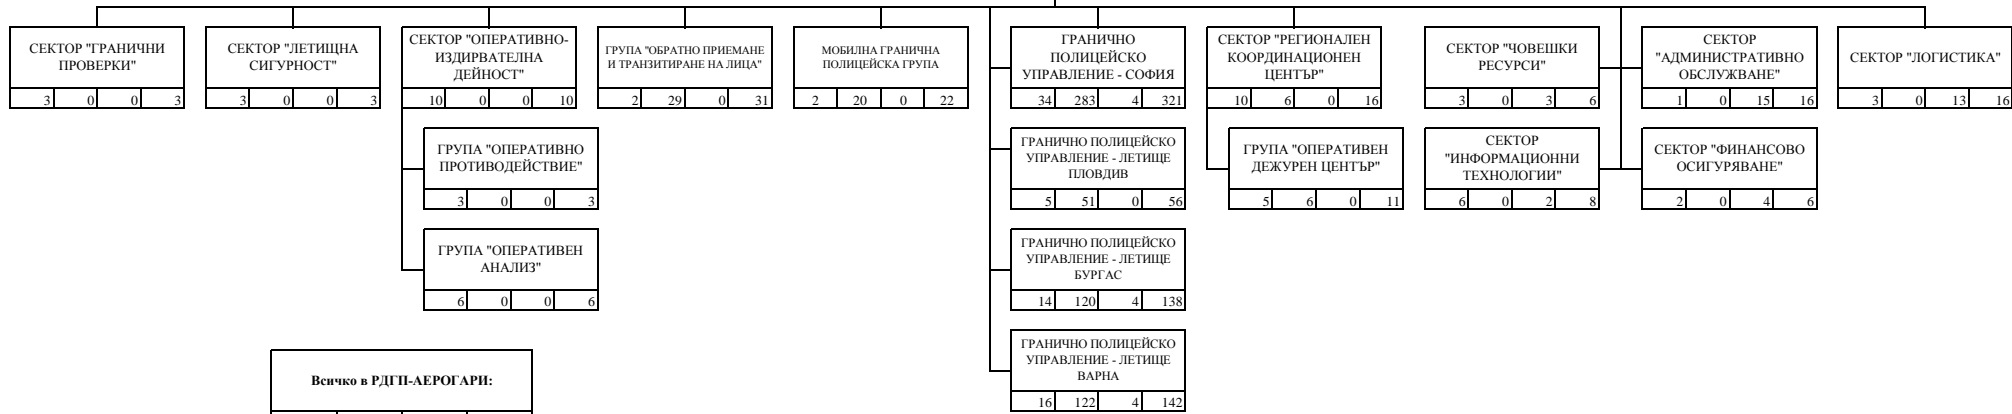 СЕКТОР "ГРАНИЧНИ
ПРОВЕРКИ"
3 0 0 3
СЕКТОР "ЛЕТИЩНА
СИГУРНОСТ"
3 0 0 3
СЕКТОР "ОПЕРАТИВНО-
ИЗДИРВАТЕЛНА
ДЕЙНОСТ"
10 0 0 10
ГРУПА "ОБРАТНО ПРИЕМАНЕ
И ТРАНЗИТИРАНЕ НА ЛИЦА"
2 29 0 31
МОБИЛНА ГРАНИЧНА
ПОЛИЦЕЙСКА ГРУПА
2 20 0 22
ГРАНИЧНО
ПОЛИЦЕЙСКО
УПРАВЛЕНИЕ - СОФИЯ
34 283 4 321
СЕКТОР "РЕГИОНАЛЕН
КООРДИНАЦИОНЕН
ЦЕНТЪР"
10 6 0 16
СЕКТОР "ЧОВЕШКИ
РЕСУРСИ"
3 0 3 6
СЕКТОР
"АДМИНИСТРАТИВНО
ОБСЛУЖВАНЕ"
1 0 15 16
СЕКТОР "ЛОГИСТИКА"
3 0 13 16
ГРУПА "ОПЕРАТИВНО
ПРОТИВОДЕЙСТВИЕ"
3 0 0 3
ГРАНИЧНО ПОЛИЦЕЙСКО
УПРАВЛЕНИЕ - ЛЕТИЩЕ
ПЛОВДИВ
5 51 0 56
ГРУПА "ОПЕРАТИВЕН
ДЕЖУРЕН ЦЕНТЪР"
5 6 0 11
СЕКТОР
"ИНФОРМАЦИОННИ
ТЕХНОЛОГИИ"
6 0 2 8
СЕКТОР "ФИНАНСОВО
ОСИГУРЯВАНЕ"
2 0 4 6
ГРУПА "ОПЕРАТИВЕН
АНАЛИЗ"
6 0 0 6
ГРАНИЧНО ПОЛИЦЕЙСКО
УПРАВЛЕНИЕ - ЛЕТИЩЕ
БУРГАС
14 120 4 138
ГРАНИЧНО ПОЛИЦЕЙСКО
УПРАВЛЕНИЕ - ЛЕТИЩЕ
ВАРНА
16 122 4 142
Всичко в РДГП-АЕРОГАРИ: